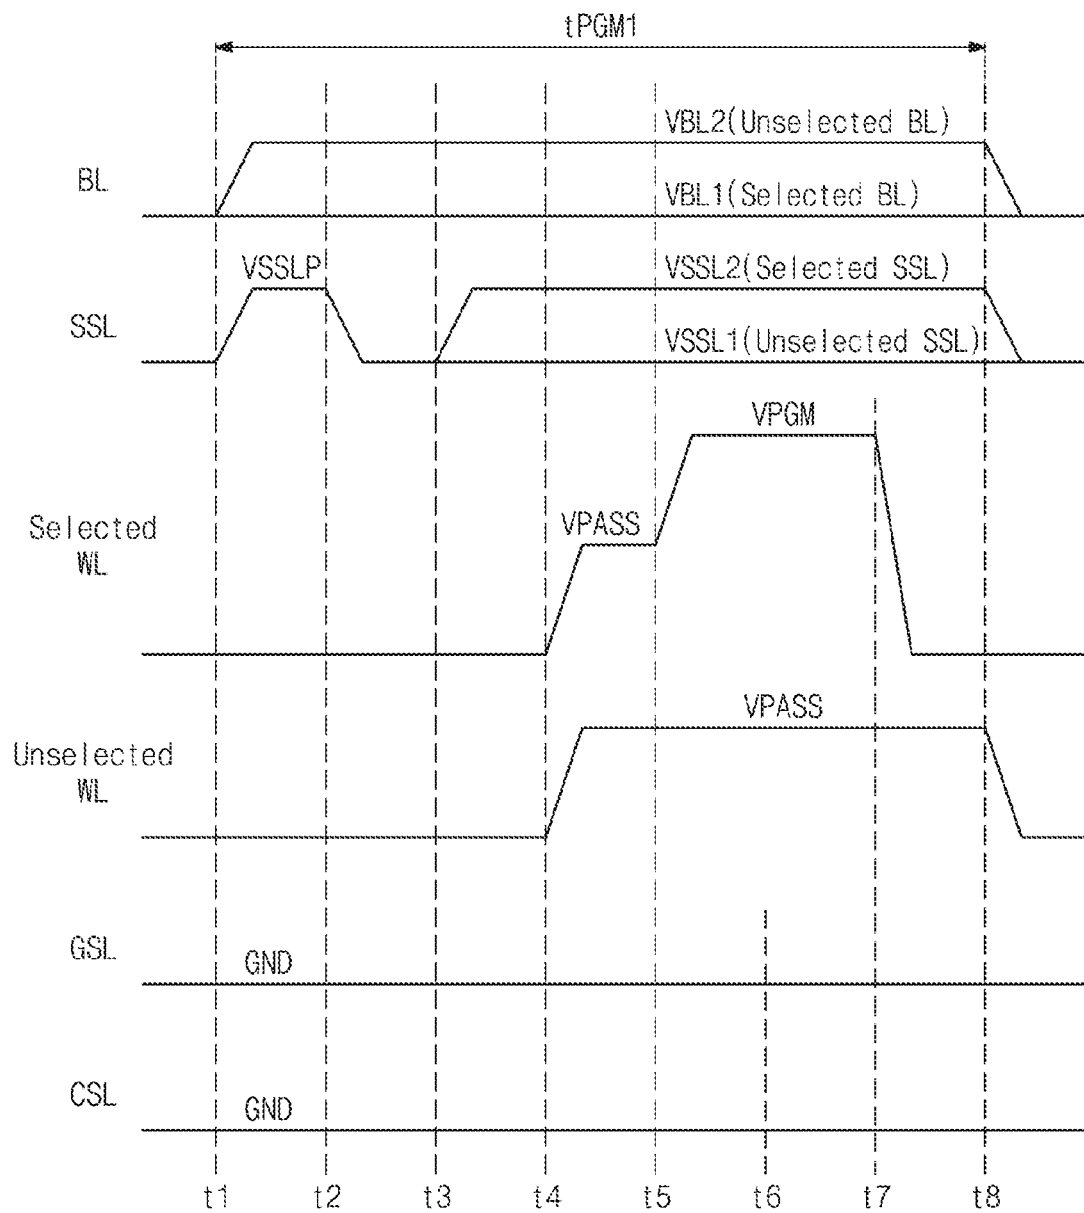 tPGM1
VBL2(Unselected BL)
BL
VBL1(Selected BL)
VSSLP
VSSL2(Selected SSL)
SSL
VSSL1(Unselected SSL)
VPGM
Selected
WL
VPASS
VPASS
Unselected
WL
GSL
GND
CSL
GND
t1 t2 t3 t4 t5 t6 t7 t8